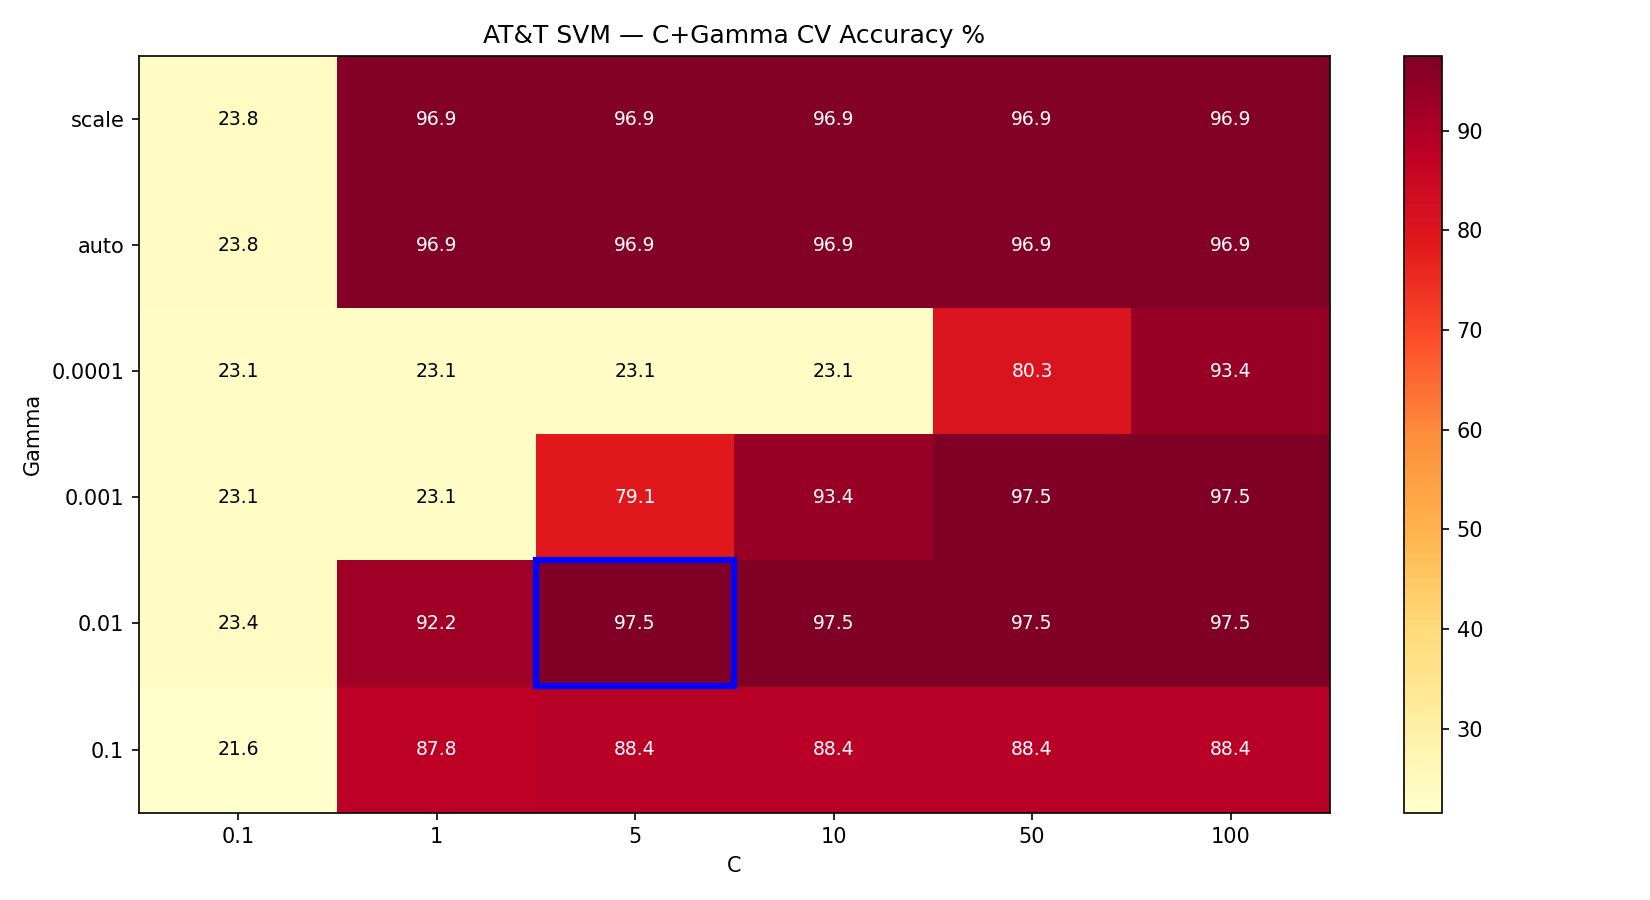 AT&T SVM — C+Gamma CV Accuracy %
scale 23.8 96.9 96.9 96.9 96.9 96.9
auto 23.8 96.9 96.9 96.9 96.9 96.9
0.0001 23.1 23.1 23.1 23.1 80.3 93.4
0.001 23.1 23.1 79.1 93.4 97.5 97.5
0.01 23.4 92.2 97.5 97.5 97.5 97.5
0.1 21.6 87.8 88.4 88.4 88.4 88.4
Gamma
0.1 1 5 10 50 100
C
90
80
70
60
50
40
30